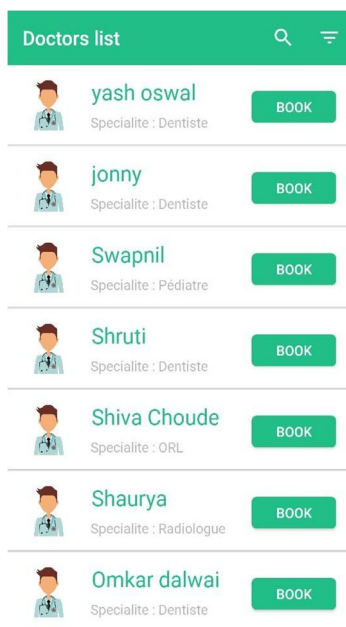 Doctors list
yash oswal
Specialite : Dentiste
BOOK
jonny
Specialite : Dentiste
BOOK
Swapnil
Specialite : Pédiatre
BOOK
Shruti
Specialite : Dentiste
BOOK
Shiva Choude
Specialite : ORL
BOOK
Shaurya
Specialite : Radiologue
BOOK
Omkar dalwai
Specialite : Dentiste
BOOK